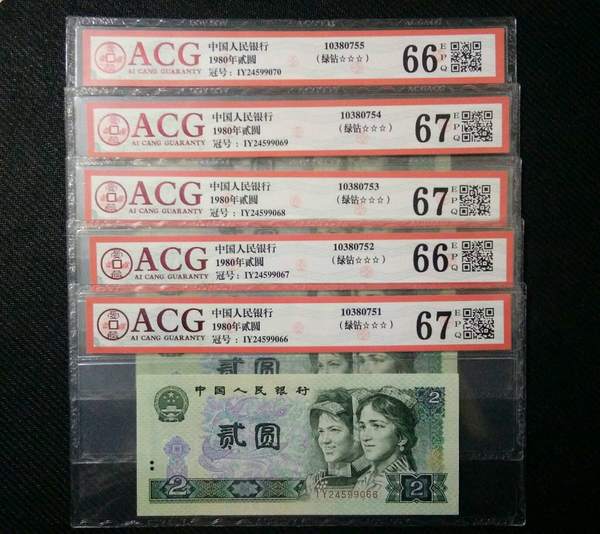 ACG
AI CANG GUARANTY
中国人民银行
1980年贰圆
冠号：IY24599070
10380755
(绿钻☆☆☆)
66 EPQ
ACG
AI CANG GUARANTY
中国人民银行
1980年贰圆
冠号：IY24599069
10380754
(绿钻☆☆☆)
67 EPQ
ACG
AI CANG GUARANTY
中国人民银行
1980年贰圆
冠号：IY24599068
10380753
(绿钻☆☆☆)
67 EPQ
ACG
AI CANG GUARANTY
中国人民银行
1980年贰圆
冠号：IY24599067
10380752
(绿钻☆☆☆)
66 EPQ
ACG
AI CANG GUARANTY
中国人民银行
1980年贰圆
冠号：IY24599066
10380751
(绿钻☆☆☆)
67 EPQ
中国人民银行
2
贰圆
IY24599066
2
2